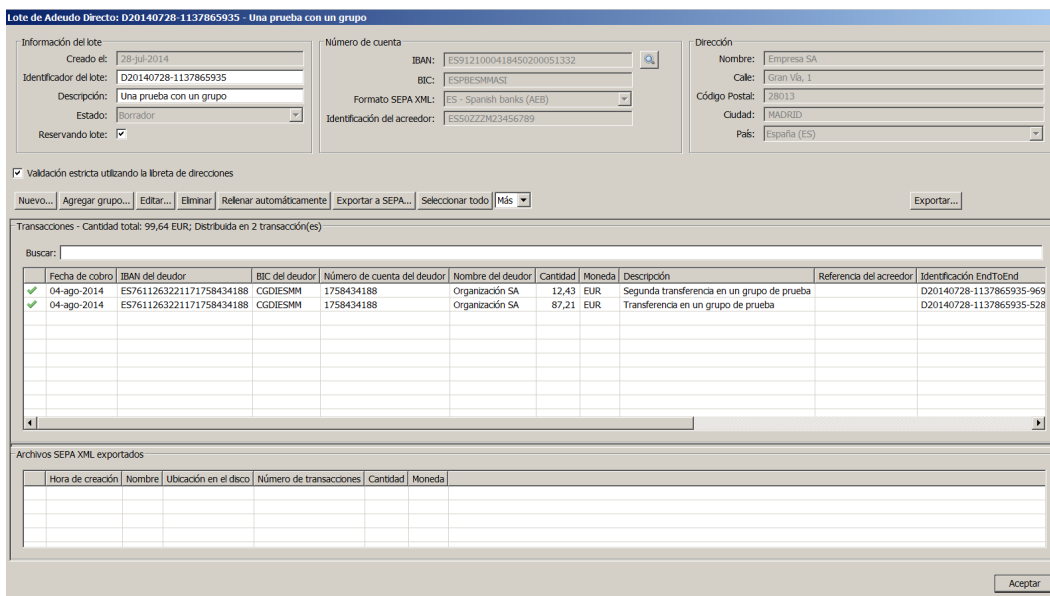 Lote de Adeudo Directo: D20140728-1137865935 - Una prueba con un grupo
Información del lote
Creado el: 28-jul-2014
Identificador del lote: D20140728-1137865935
Descripción: Una prueba con un grupo
Estado: Borrador
Reservando lote:
Número de cuenta
IBAN: ES9121000418450200051332
BIC: ESPBESMMASI
Formato SEPA XML: ES - Spanish banks (AEB)
Identificación del acreedor: ES50ZZZM23456789
Dirección
Nombre: Empresa SA
Calle: Gran Vía, 1
Código Postal: 28013
Ciudad: MADRID
País: España (ES)
Validación estricta utilizando la libreta de direcciones
Nuevo... Agregar grupo... Editar... Eliminar Rellenar automáticamente Exportar a SEPA... Seleccionar todo Más Exportar...
Transacciones - Cantidad total: 99,64 EUR; Distribuida en 2 transacción(es)
Buscar:
Fecha de cobro IBAN del deudor BIC del deudor Número de cuenta del deudor Nombre del deudor Cantidad Moneda Descripción Referencia del acreedor Identificación EndToEnd
04-ago-2014 ES7611263221171758434188 CGDIESMM 1758434188 Organización SA 12,43 EUR Segunda transferencia en un grupo de prueba D20140728-1137865935-969
04-ago-2014 ES7611263221171758434188 CGDIESMM 1758434188 Organización SA 87,21 EUR Transferencia en un grupo de prueba D20140728-1137865935-528
Archivos SEPA XML exportados
Hora de creación Nombre Ubicación en el disco Número de transacciones Cantidad Moneda
Aceptar